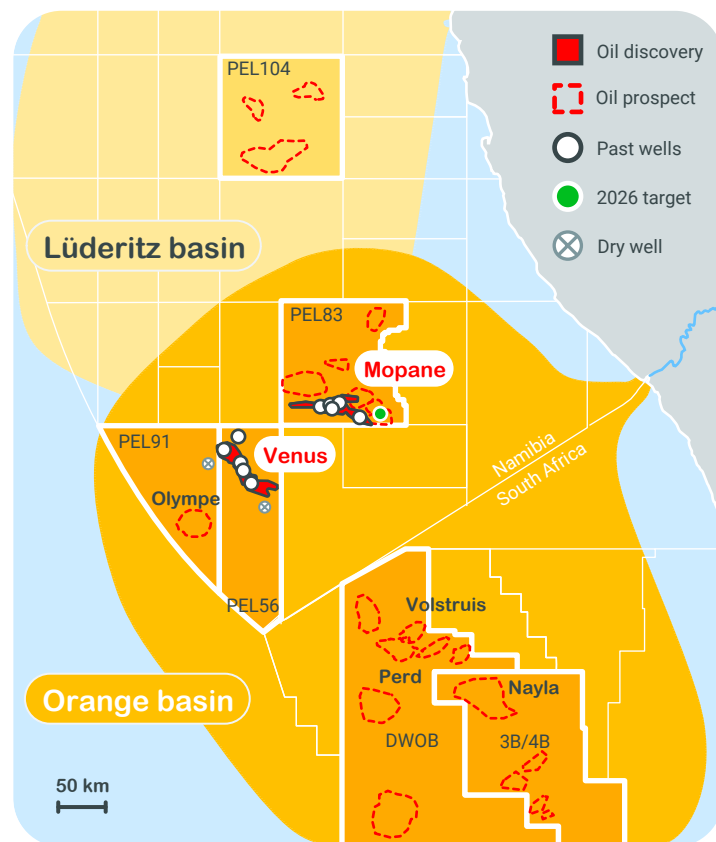 PEL104
Oil discovery
Oil prospect
Past wells
2026 target
Dry well
Lüderitz basin
PEL83
Mopane
PEL91
Venus
Namibia
South Africa
Olympe
PEL56
Volstruis
Perd
Nayla
Orange basin
DWOB
3B/4B
50 km